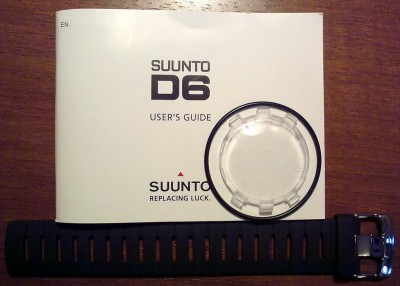 EN
SUUNTO
D6
USER'S GUIDE
SUUNTO
REPLACING LUCK.